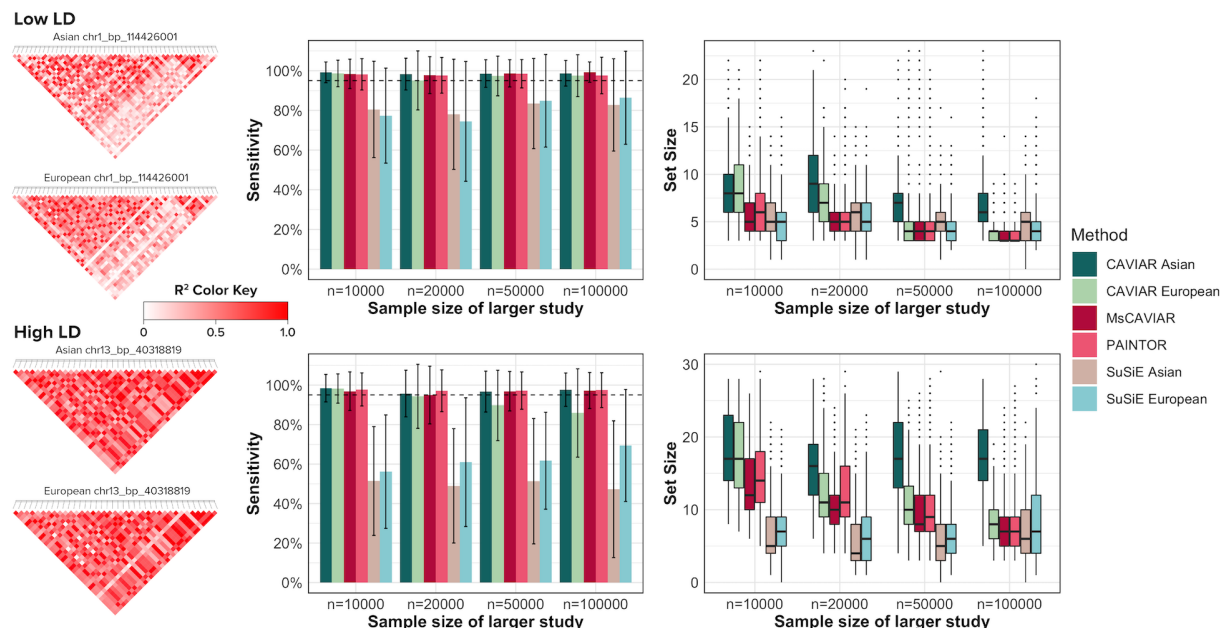 Low LD
Asian chr1_bp_114426001
European chr1_bp_114426001
R² Color Key
0 0.5 1.0
High LD
Asian chr13_bp_40318819
European chr13_bp_40318819
Sensitivity
100%
80%
60%
40%
20%
0%
n=10000 n=20000 n=50000 n=100000
Sample size of larger study
Set Size
20
15
10
5
0
n=10000 n=20000 n=50000 n=100000
Sample size of larger study
Sensitivity
100%
80%
60%
40%
20%
0%
n=10000 n=20000 n=50000 n=100000
Sample size of larger study
Set Size
30
20
10
0
n=10000 n=20000 n=50000 n=100000
Sample size of larger study
Method
CAVIAR Asian
CAVIAR European
MsCAVIAR
PAINTOR
SuSiE Asian
SuSiE European